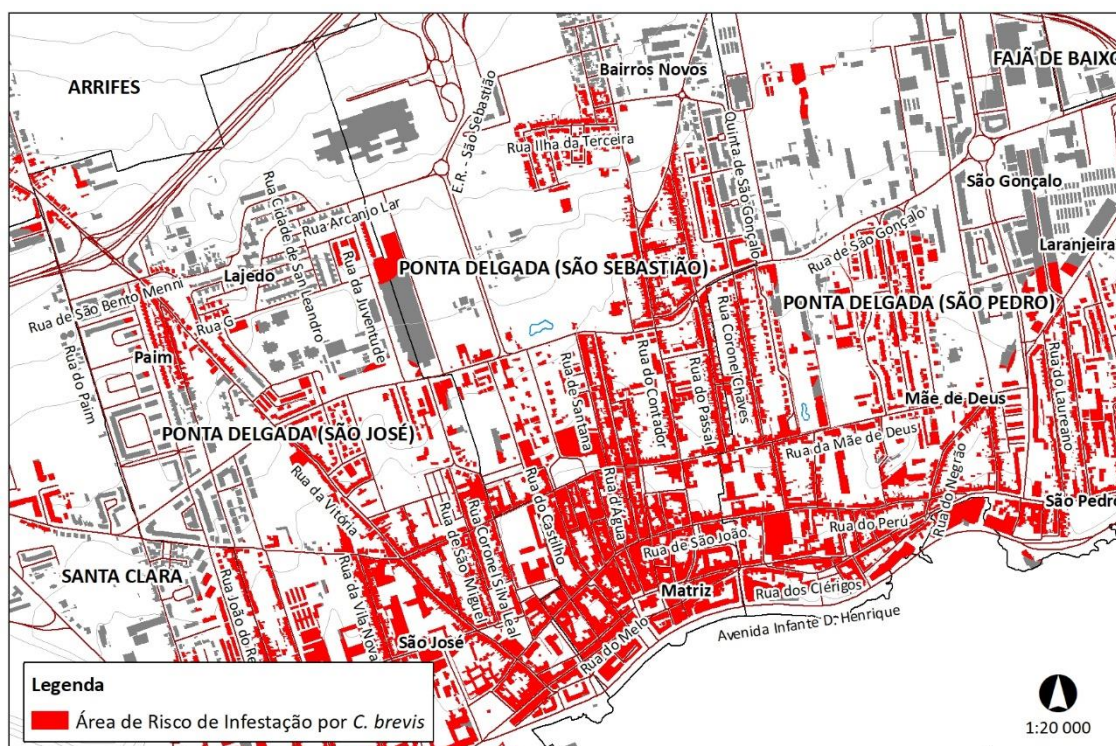 ARRIFES
Bairros Novos
FAJÃ DE BAIXO
E.R. São Sebastião
Rua Ilha da Terceira
Quinta de São Gonçalo
São Gonçalo
Rua Cidade de San Leandro
Rua Arcanjo Lar
Rua de São Gonçalo
Laranjeira
Lajedo
Rua da Juventude
PONTA DELGADA (SÃO SEBASTIÃO)
Rua de São Bento Menni
Rua G
PONTA DELGADA (SÃO PEDRO)
Paim
Rua do Paim
Rua de Santana
Rua do Contador
Rua do Passal
Rua Coronel Chaves
Rua do Laureano
Mãe de Deus
PONTA DELGADA (SÃO JOSÉ)
Rua da Mãe de Deus
Rua da Vitória
Rua de São Miguel
Rua Coronel Silva Leal
Rua do Castilho
Rua d'Água
Rua do Negrão
São Pedro
Rua do Perú
Rua de São João
SANTA CLARA
Rua João do Re
Rua da Vila Nova
São José
Matriz
Rua dos Clérigos
Rua do Melo
Avenida Infante D. Henrique
Legenda
Área de Risco de Infestação por C. brevis
1:20 000